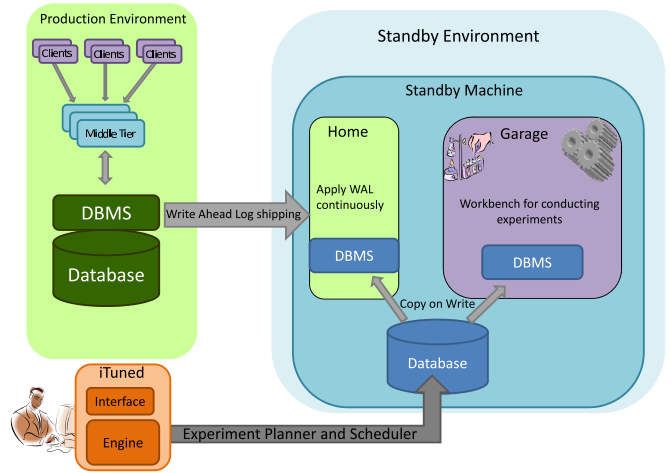 Production Environment
Clients
Clients
Clients
Middle Tier
DBMS
Database
Write Ahead Log shipping
Standby Environment
Standby Machine
Home
Apply WAL
continuously
DBMS
Garage
Workbench for conducting
experiments
DBMS
Copy on Write
Database
iTuned
Interface
Engine
Experiment Planner and Scheduler